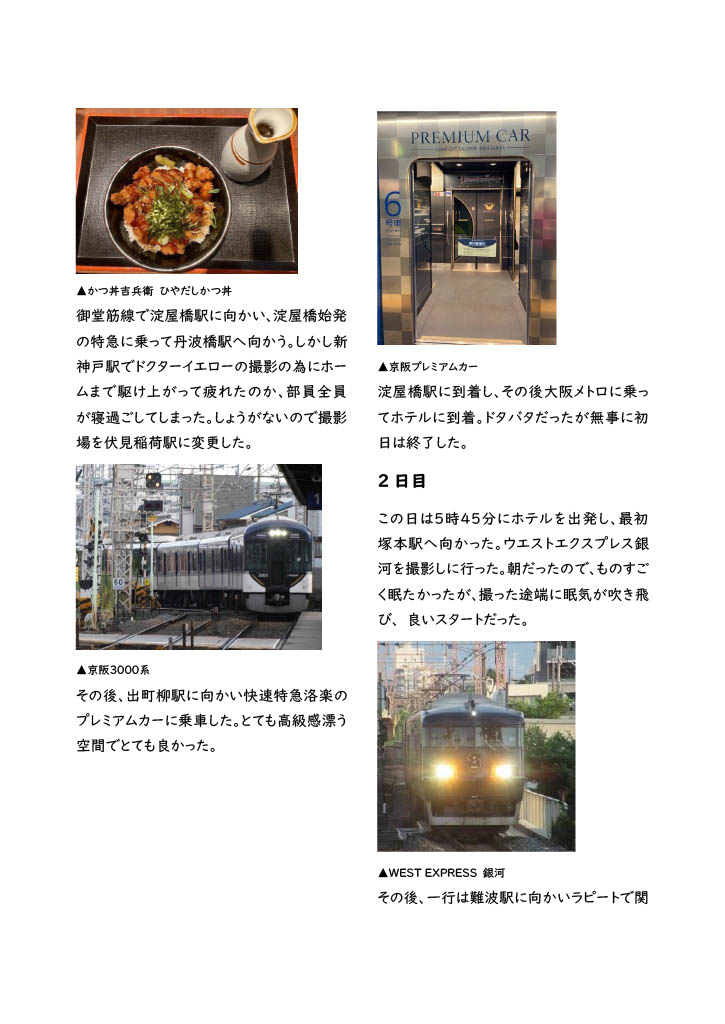 ▲かつ丼吉兵衛 ひやだしかつ丼
御堂筋線で淀屋橋駅に向かい、淀屋橋始発
の特急に乗って丹波橋駅へ向かう。しかし新
神戸駅でドクターイエローの撮影の為にホー
ムまで駆け上がって疲れたのか、部員全員
が寝過ごしてしまった。しょうがないので撮影
場を伏見稲荷駅に変更した。
60
1
3001
▲京阪3000系
その後、出町柳駅に向かい快速特急洛楽の
プレミアムカーに乗車した。とても高級感漂う
空間でとても良かった。
PREMIUM CAR
6
号車
▲京阪プレミアムカー
淀屋橋駅に到着し、その後大阪メトロに乗っ
てホテルに到着。ドタバタだったが無事に初
日は終了した。
2 日目
この日は5時45分にホテルを出発し、最初
塚本駅へ向かった。ウエストエクスプレス銀
河を撮影しに行った。朝だったので、ものすご
く眠たかったが、撮った途端に眠気が吹き飛
び、 良いスタートだった。
▲WEST EXPRESS 銀河
その後、一行は難波駅に向かいラピートで関